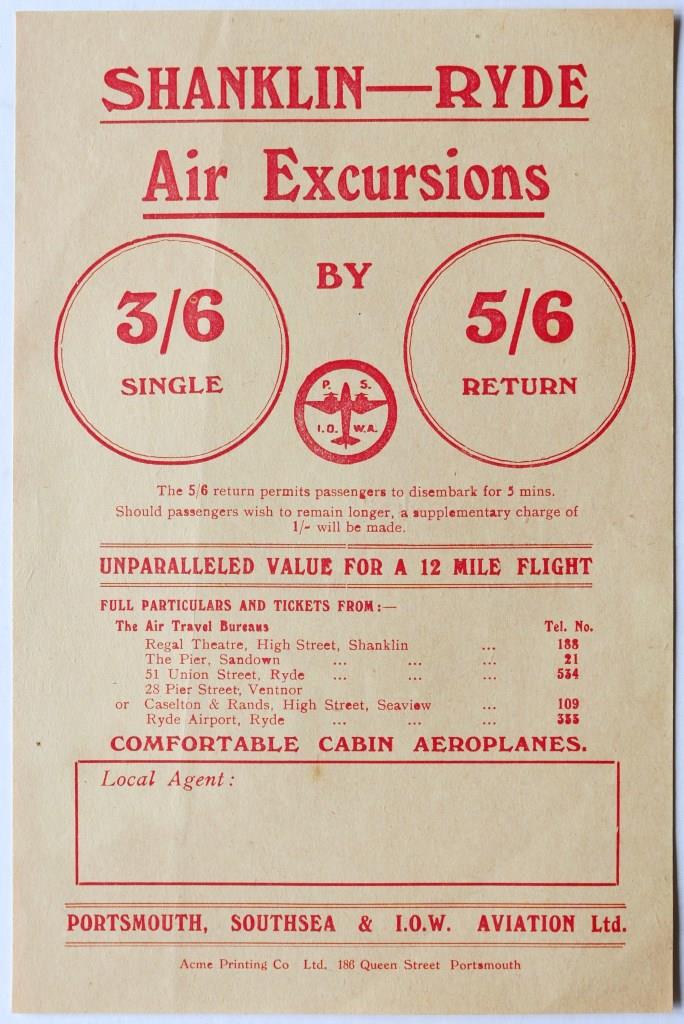 SHANKLIN—RYDE
Air Excursions
BY
3/6
SINGLE
5/6
RETURN
P. S.
I.O. W.A.
The 5/6 return permits passengers to disembark for 5 mins.
Should passengers wish to remain longer, a supplementary charge of
1/- will be made.
UNPARALLELED VALUE FOR A 12 MILE FLIGHT
FULL PARTICULARS AND TICKETS FROM:—
The Air Travel Bureaus Tel. No.
Regal Theatre, High Street, Shanklin ... 188
The Pier, Sandown ... ... ... 21
51 Union Street, Ryde ... ... ... 534
28 Pier Street, Ventnor
or Caselton & Rands, High Street, Seaview ... 109
Ryde Airport, Ryde ... ... ... 355
COMFORTABLE CABIN AEROPLANES.
Local Agent :
PORTSMOUTH, SOUTHSEA & I.O.W. AVIATION Ltd.
Acme Printing Co Ltd. 186 Queen Street Portsmouth